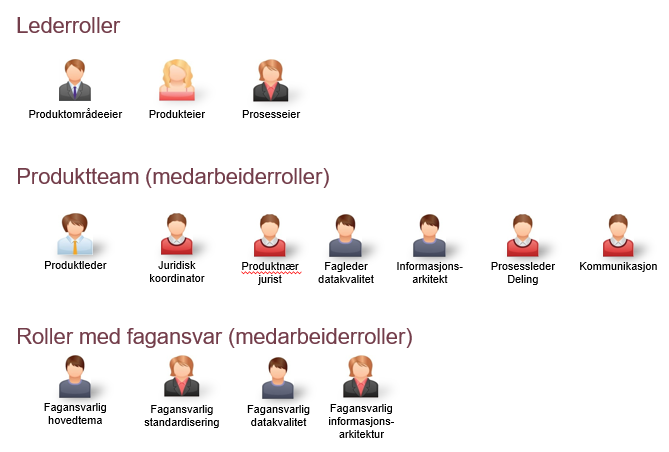 Lederroller
Produktområdeeier
Produkteier
Prosesseier
Produktteam (medarbeiderroller)
Produktleder
Juridisk
koordinator
Produktnær
jurist
Fagleder
datakvalitet
Informasjons-
arkitekt
Prosessleder
Deling
Kommunikasjon
Roller med fagansvar (medarbeiderroller)
Fagansvarlig
hovedtema
Fagansvarlig
standardisering
Fagansvarlig
datakvalitet
Fagansvarlig
informasjons-
arkitektur